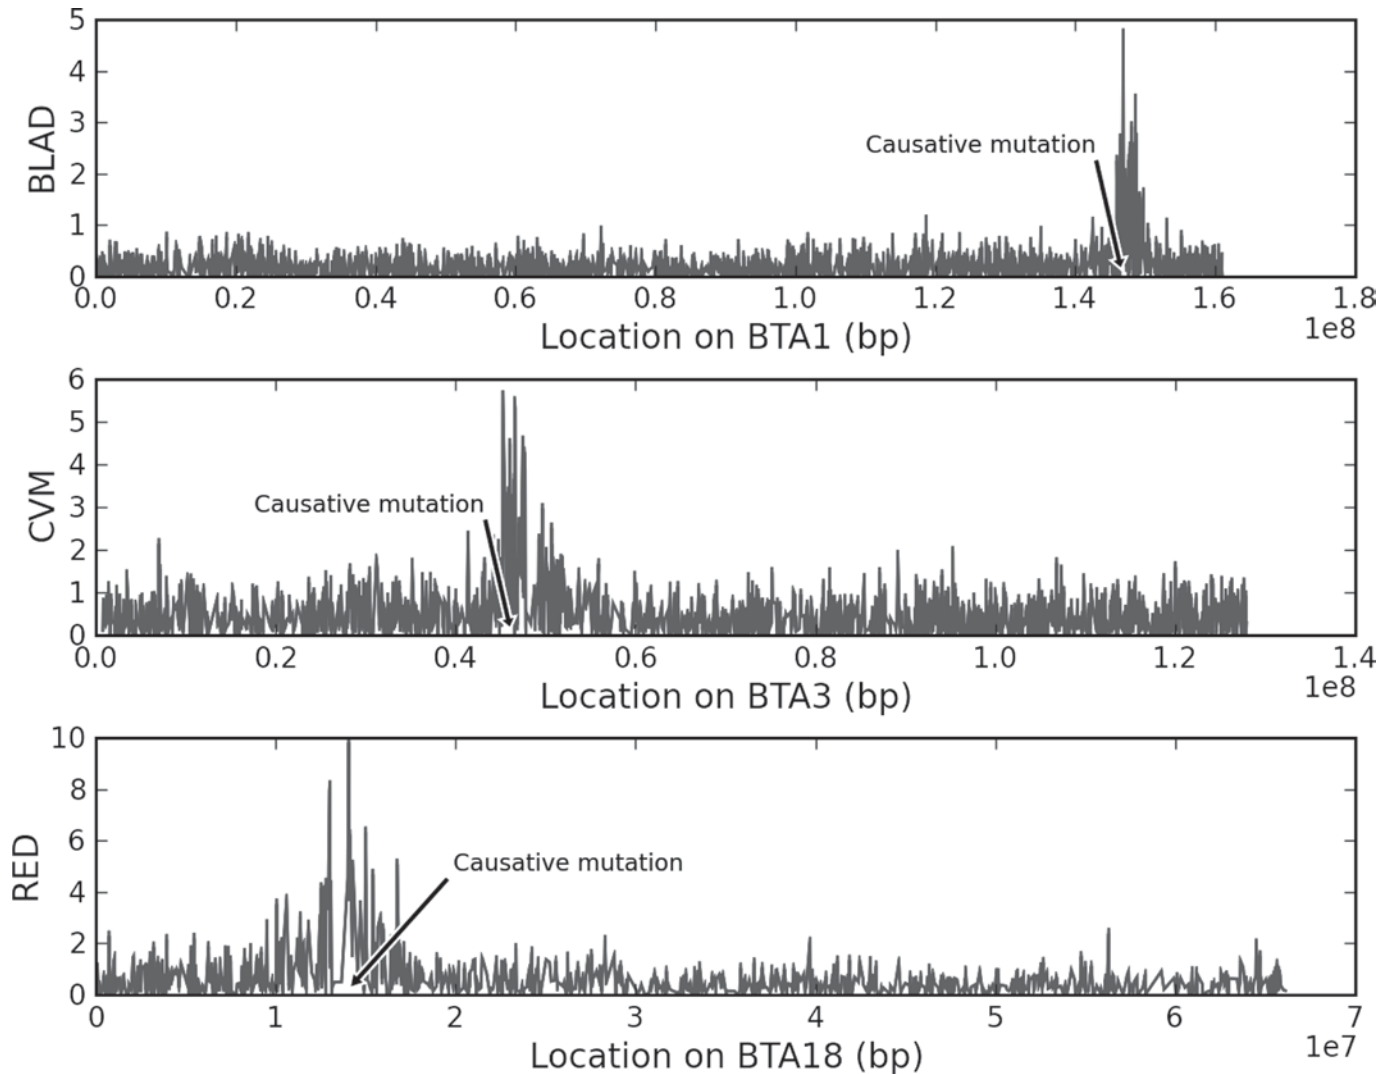 5
4
3
2
1
0
BLAD
Causative mutation
0.0 0.2 0.4 0.6 0.8 1.0 1.2 1.4 1.6 1.8
1e8
Location on BTA1 (bp)
6
5
4
3
2
1
0
CVM
Causative mutation
0.0 0.2 0.4 0.6 0.8 1.0 1.2 1.4
1e8
Location on BTA3 (bp)
10
8
6
4
2
0
RED
Causative mutation
0 1 2 3 4 5 6 7
1e7
Location on BTA18 (bp)